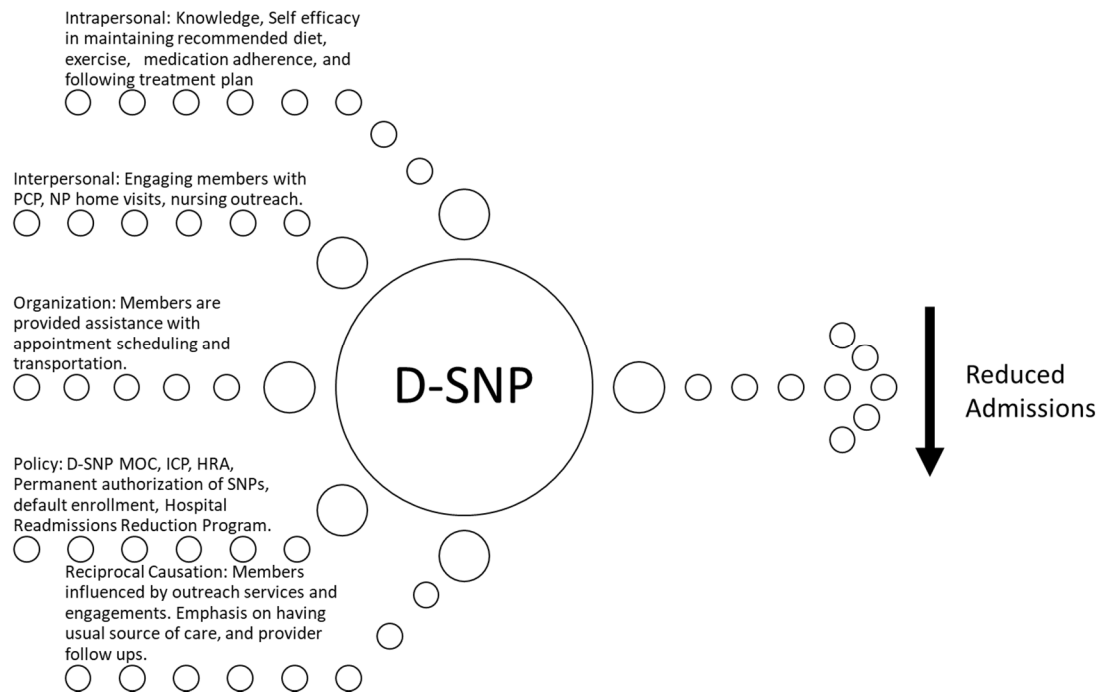 Intrapersonal: Knowledge, Self efficacy
in maintaining recommended diet,
exercise,   medication adherence, and
following treatment plan
Interpersonal: Engaging members with
PCP, NP home visits, nursing outreach.
Organization: Members are
provided assistance with
appointment scheduling and
transportation.
D-SNP
Reduced
Admissions
Policy: D-SNP MOC, ICP, HRA,
Permanent authorization of SNPs,
default enrollment, Hospital
Readmissions Reduction Program.
Reciprocal Causation: Members
influenced by outreach services and
engagements. Emphasis on having
usual source of care, and provider
follow ups.